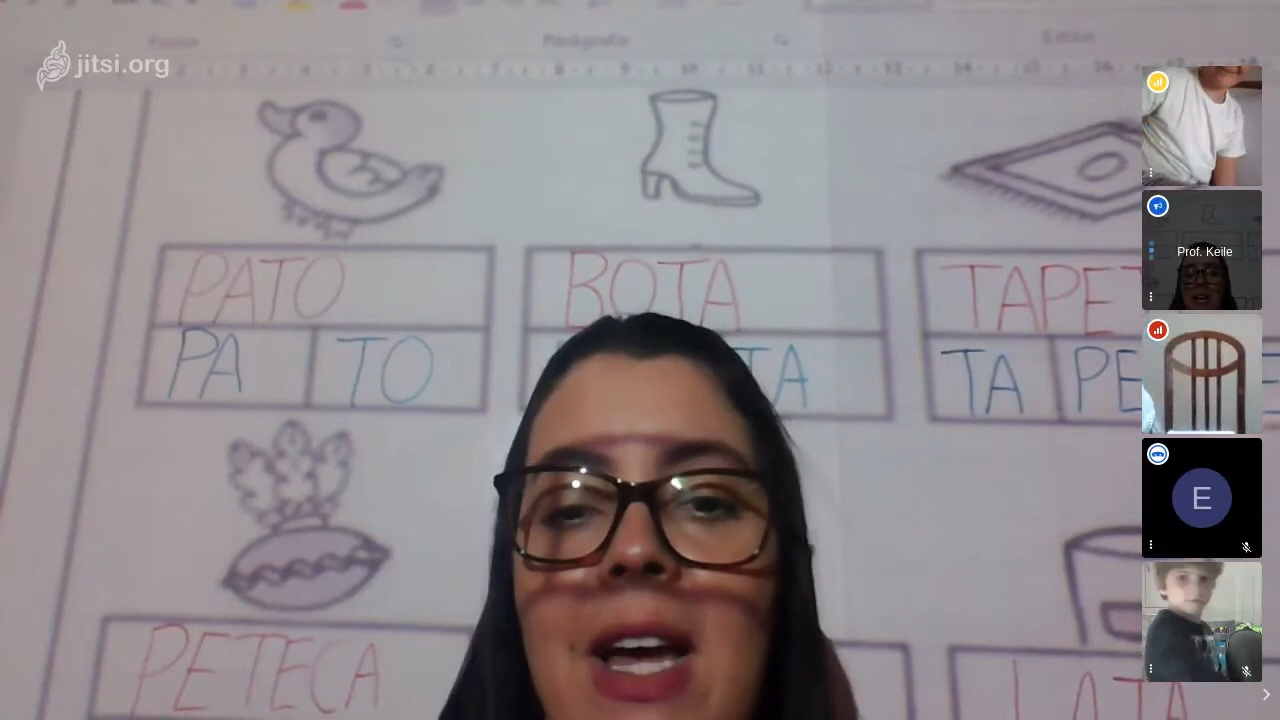 jitsi.org
PATO BOTA TAPE
PA TO TA TA PE
Prof. Keile
E
PETECA LATA